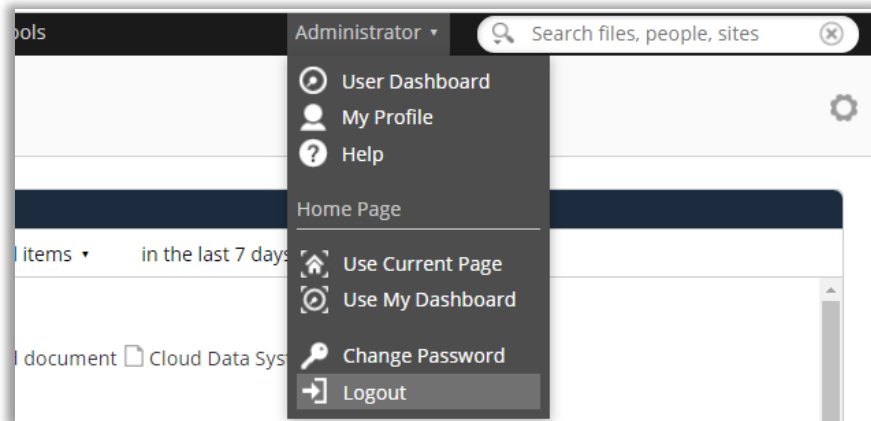 ools Administrator ▾ Search files, people, sites
User Dashboard
My Profile
Help
Home Page
items ▾ in the last 7 days
Use Current Page
Use My Dashboard
document Cloud Data Sys
Change Password
Logout